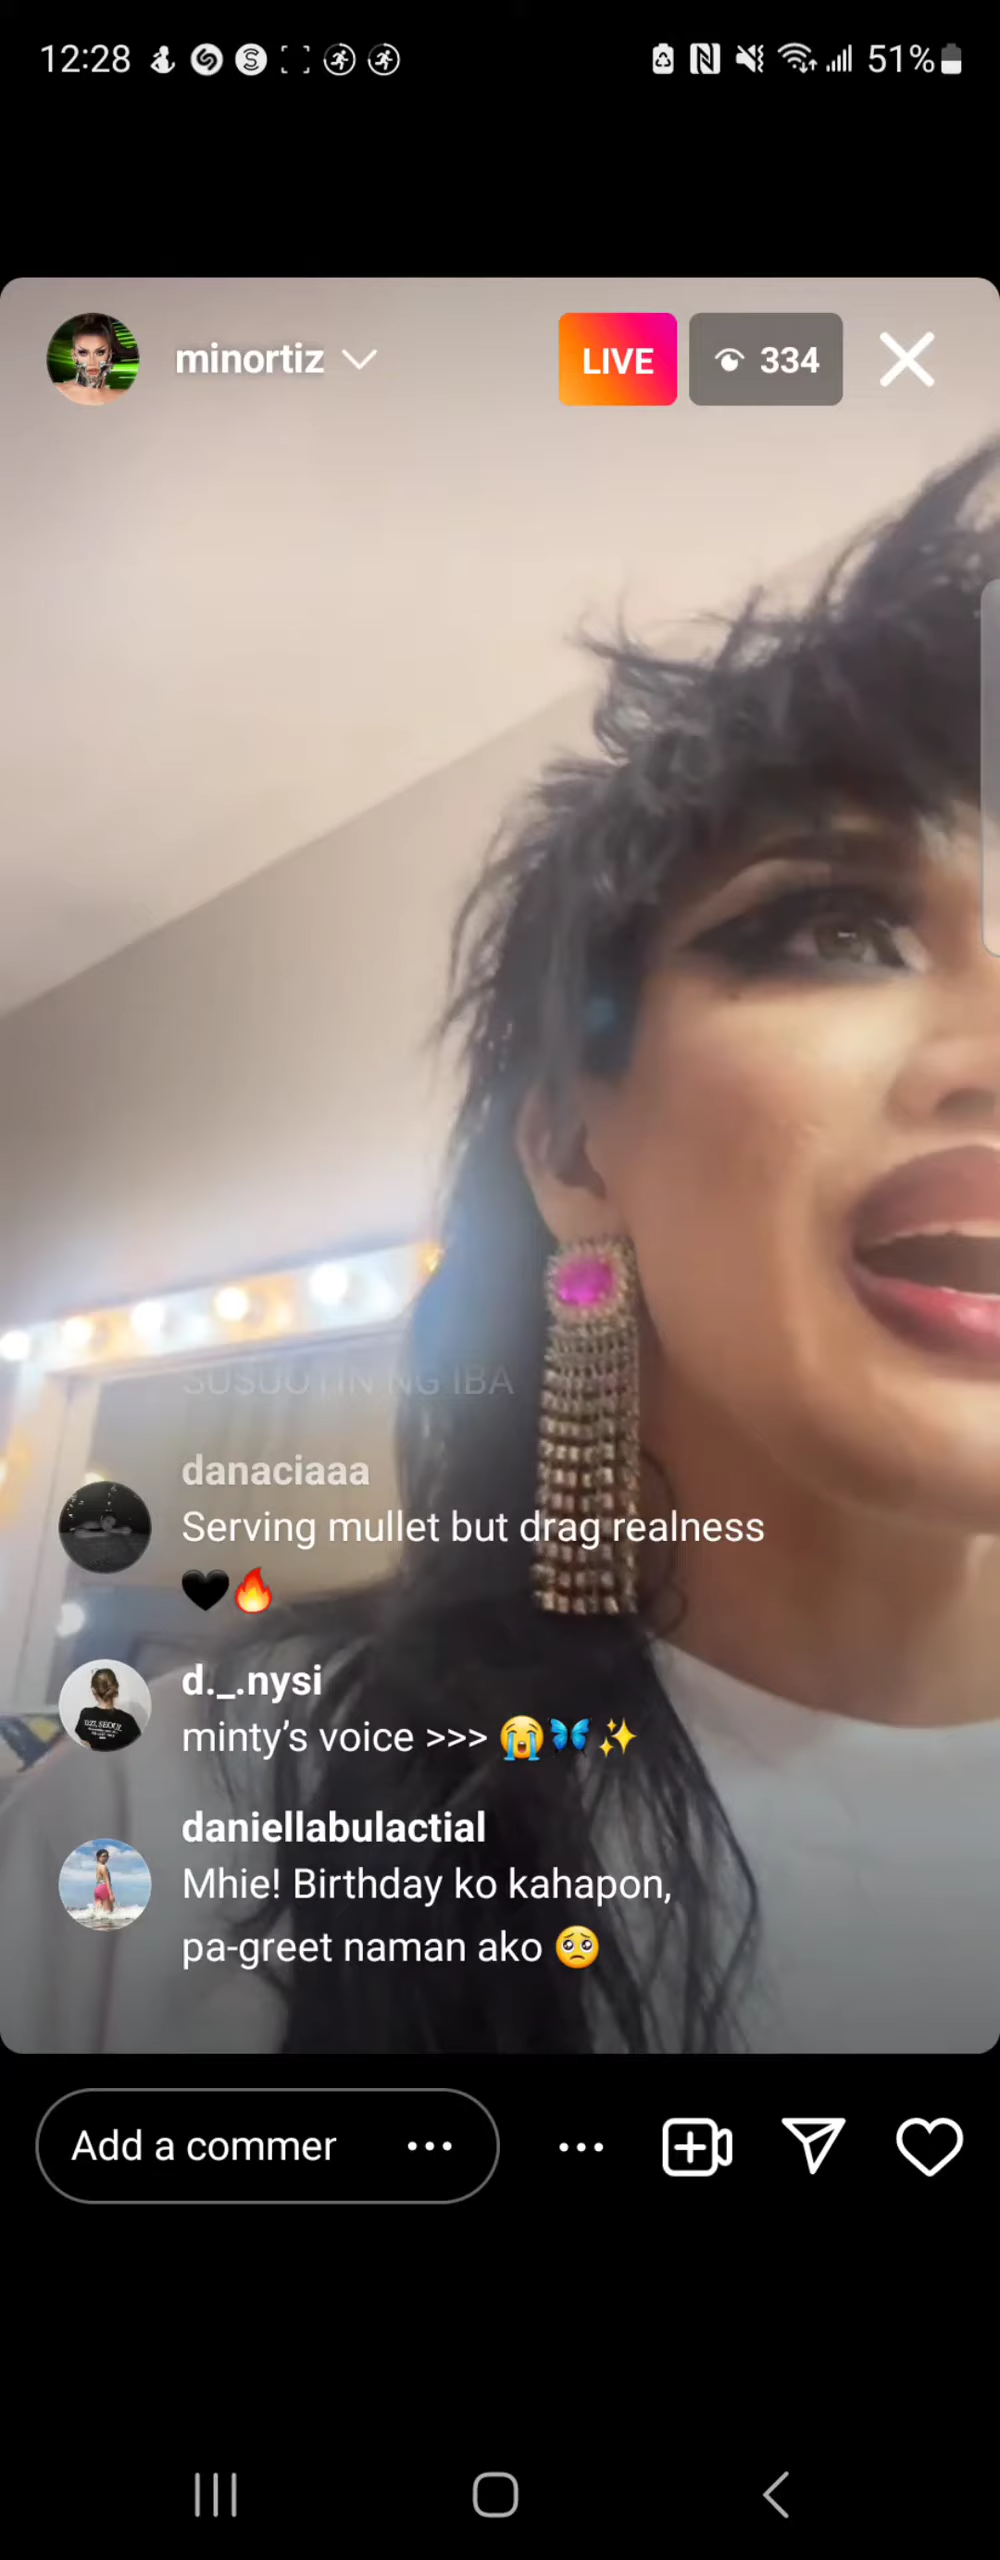 12:28
51%
minortiz
LIVE
334
SUSUOTIN NG IBA
danaciaaa
Serving mullet but drag realness
🖤🔥
d._.nysi
minty’s voice >>> 😭🦋✨
daniellabulactial
Mhie! Birthday ko kahapon,
pa-greet naman ako 🥺
Add a commer